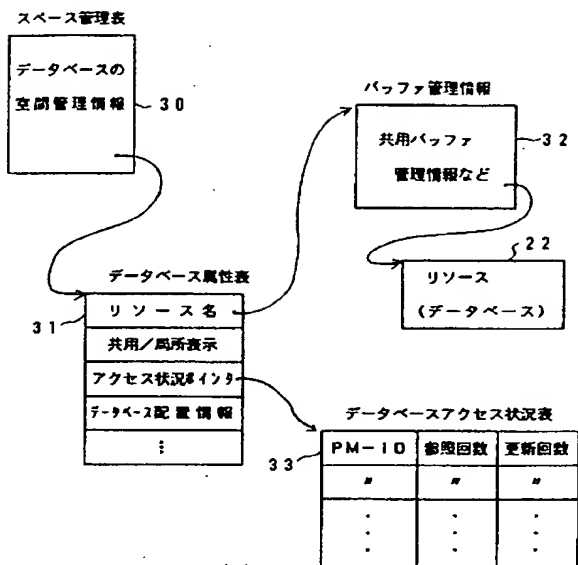 スペース管理表
データベースの
空間管理情報
30
バッファ管理情報
共用バッファ
管理情報など
32
22
リソース
(データベース)
データベース属性表
31
リソース名
共用/局所表示
アクセス状況ポインタ
データベース配置情報
⋮
データベースアクセス状況表
33
PM-ID 参照回数 更新回数
〃 〃 〃